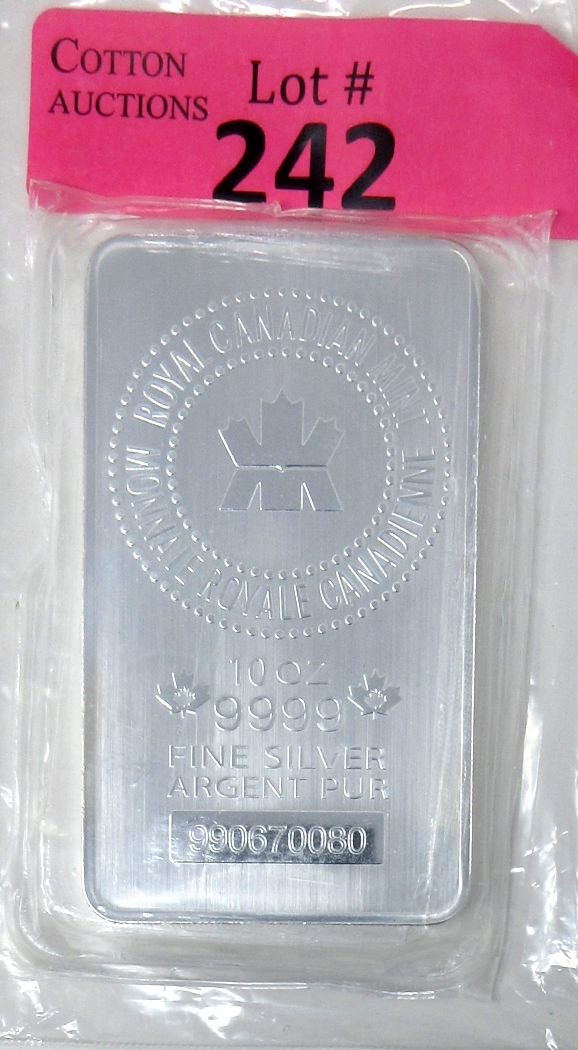 COTTON
AUCTIONS
Lot #
242
ROYAL CANADIAN MINT
MONNAIE ROYALE CANADIENNE
10 OZ
9999
FINE SILVER
ARGENT PUR
990670080